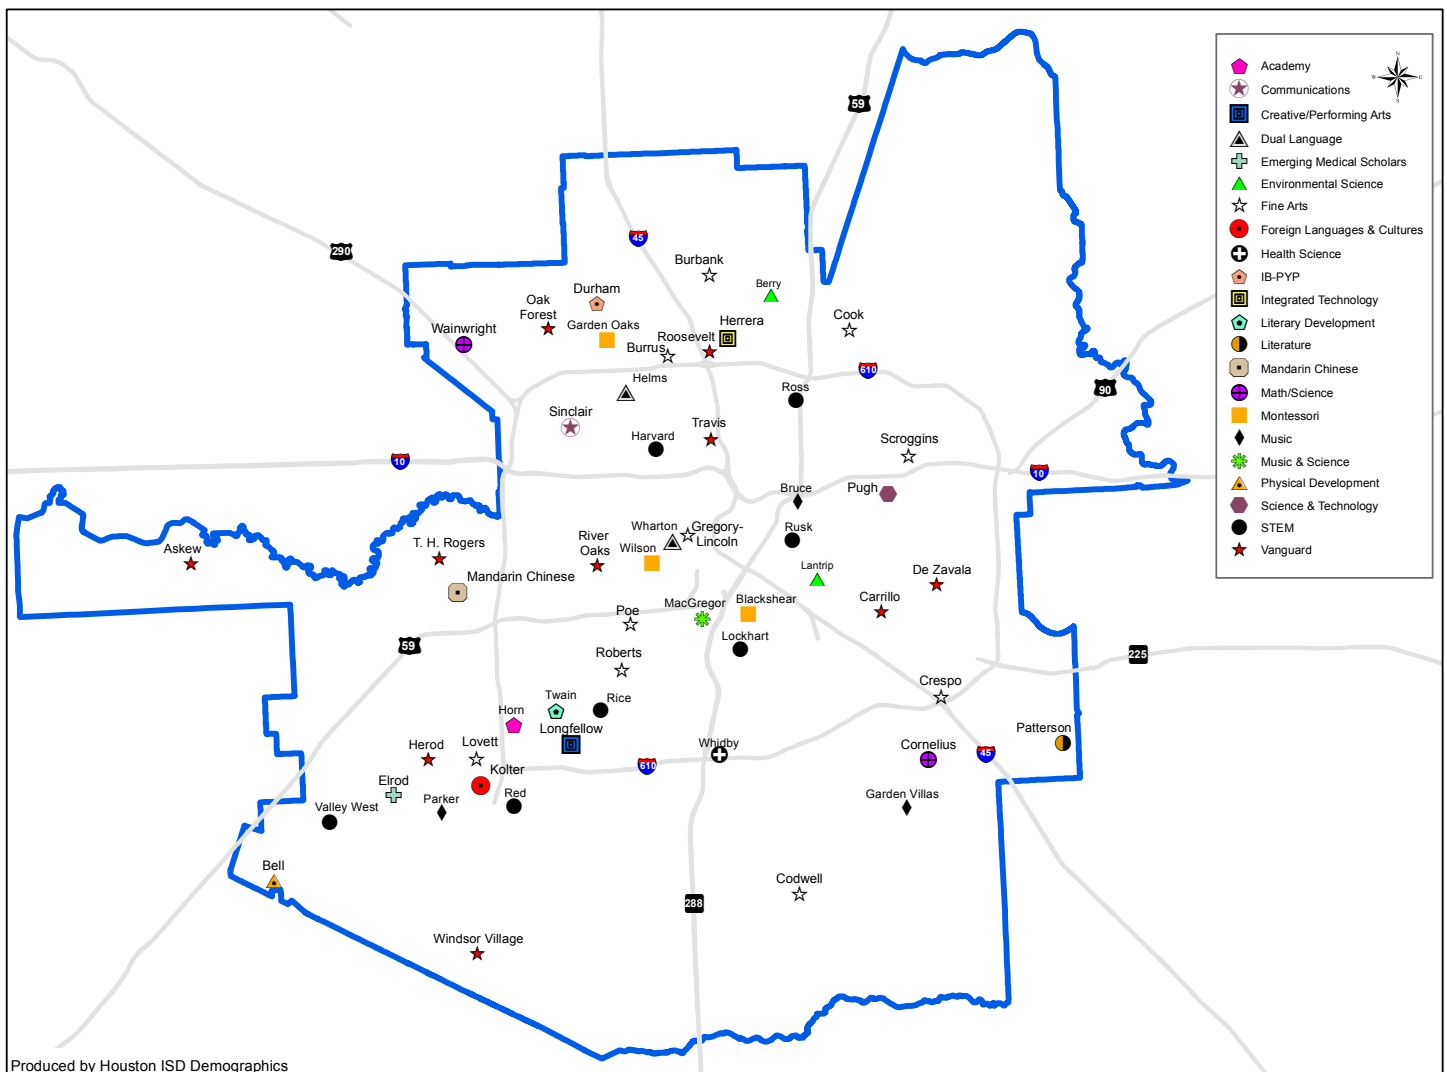 59
Academy
Communications
Creative/Performing Arts
Dual Language
Emerging Medical Scholars
Environmental Science
Fine Arts
Foreign Languages & Cultures
Health Science
IB-PYP
Integrated Technology
Literary Development
Literature
Mandarin Chinese
Math/Science
Montessori
Music
Music & Science
Physical Development
Science & Technology
STEM
Vanguard
N
W
E
S
45
290
Burbank
Berry
Durham
Oak
Forest
Garden Oaks
Herrera
Cook
Wainwright
Roosevelt
Burrus
610
Helms
Ross
90
Sinclair
Travis
Harvard
Scroggins
10
10
Bruce
Pugh
Wharton
Gregory-
Lincoln
Rusk
River
Oaks
Wilson
T. H. Rogers
Askew
Lantrip
De Zavala
Mandarin Chinese
Carrillo
MacGregor
Blackshear
Poe
Lockhart
59
225
Roberts
Crespo
Twain
Rice
Horn
Longfellow
Patterson
Whidby
Cornelius
45
Herod
Lovett
Kolter
610
Elrod
Parker
Red
Garden Villas
Valley West
Bell
Codwell
288
Windsor Village
Produced by Houston ISD Demographics